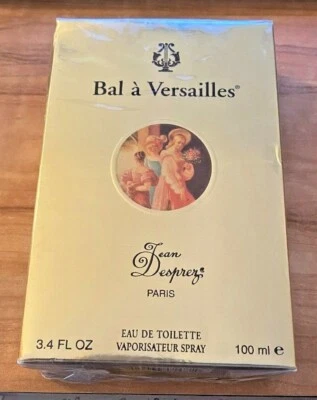 Bal à Versailles®
Jean
Desprez
PARIS
EAU DE TOILETTE
3.4 FL OZ VAPORISATEUR SPRAY 100 ml ℮